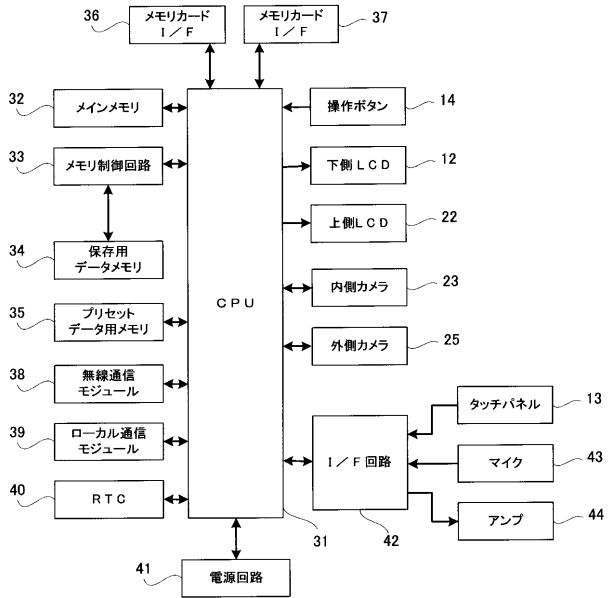 36
メモリカード
I/F
メモリカード
I/F
37
32
メインメモリ
操作ボタン
14
33
メモリ制御回路
下側LCD
12
34
保存用
データメモリ
上側LCD
22
CPU
35
プリセット
データ用メモリ
内側カメラ
23
38
無線通信
モジュール
外側カメラ
25
39
ローカル通信
モジュール
I/F回路
タッチパネル
13
マイク
43
40
RTC
アンプ
44
31
42
41
電源回路